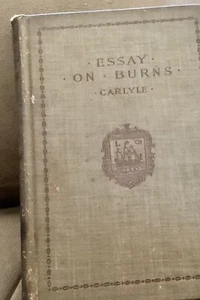 · ESSAY ·
· ON · BURNS ·
CARLYLE ·